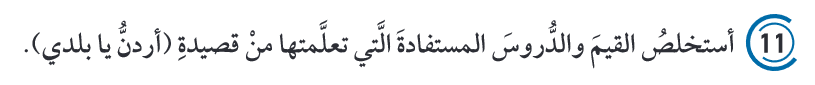 11 أستخلصُ القيمَ والدُّروسَ المستفادةَ الَّتي تعلَّمتها منْ قصيدةِ (أردنُّ يا بلدي).